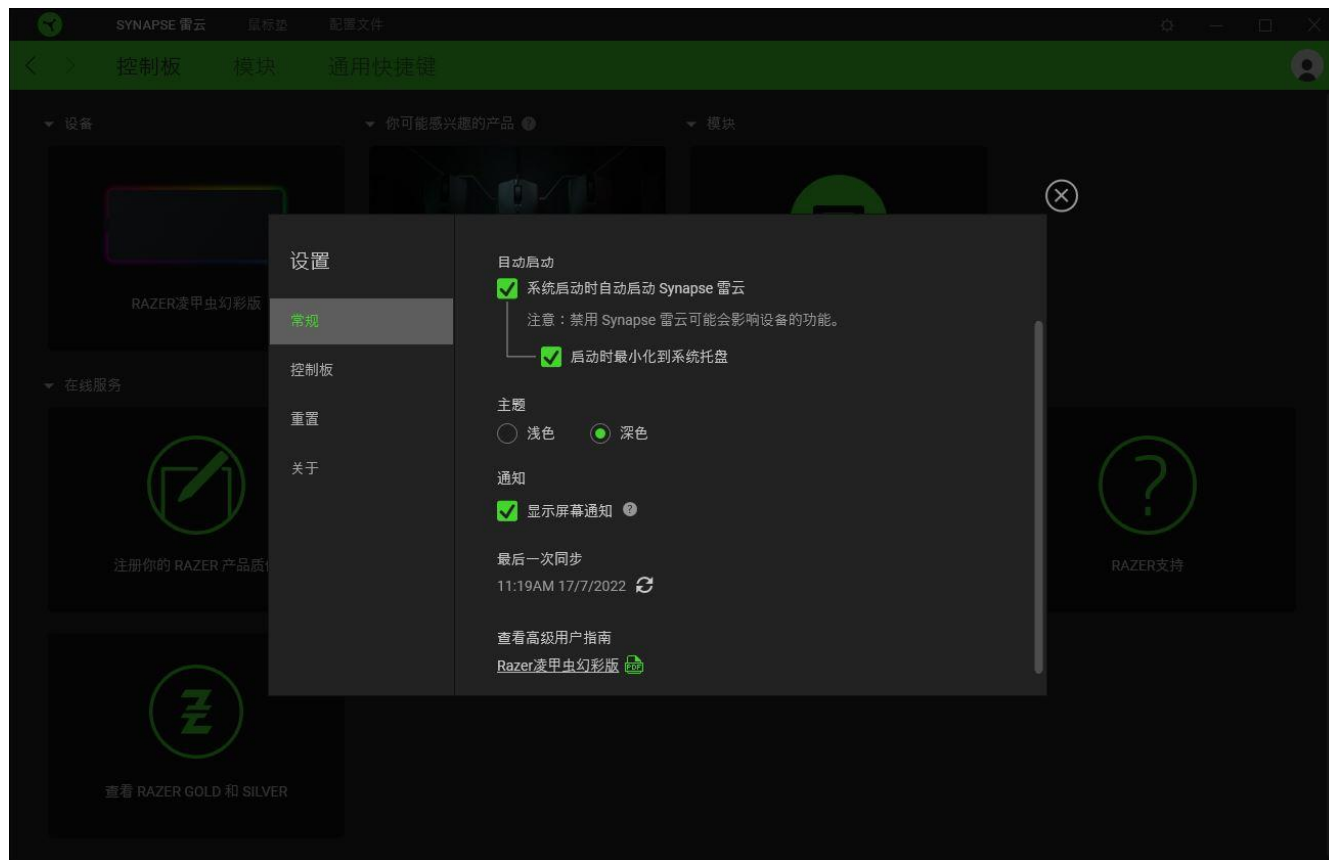 SYNAPSE 雷云 鼠标垫 配置文件
控制板 模块 通用快捷键
设备 你可能感兴趣的产品 模块
RAZER凌甲虫幻彩版
在线服务
注册你的 RAZER 产品质
RAZER支持
查看 RAZER GOLD 和 SILVER
设置
常规
控制板
重置
关于
自动启动
系统启动时自动启动 Synapse 雷云
注意：禁用 Synapse 雷云可能会影响设备的功能。
启动时最小化到系统托盘
主题
浅色 深色
通知
显示屏幕通知
最后一次同步
11:19AM 17/7/2022
查看高级用户指南
Razer凌甲虫幻彩版 PDF